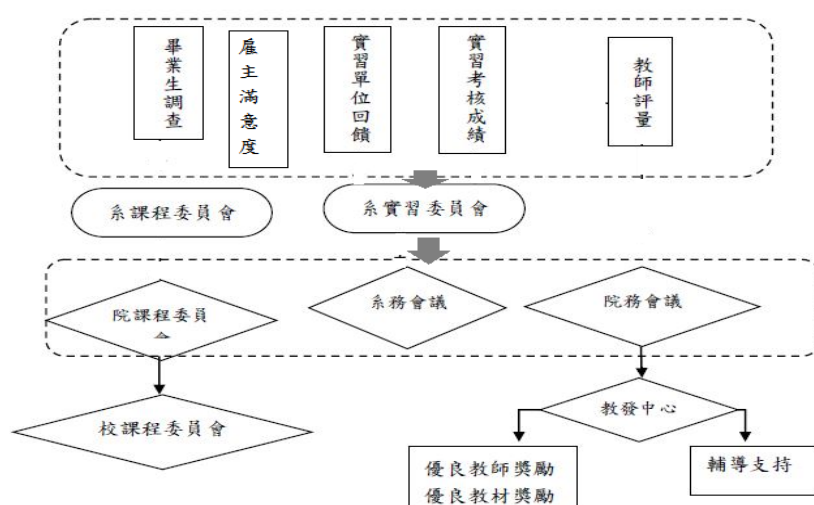 畢業生調查
雇主滿意度
實習單位回饋
實習考核成績
教師評量
系課程委員會
系實習委員會
院課程委員
系務會議
院務會議
校課程委員會
教發中心
優良教師獎勵
優良教材獎勵
輔導支持